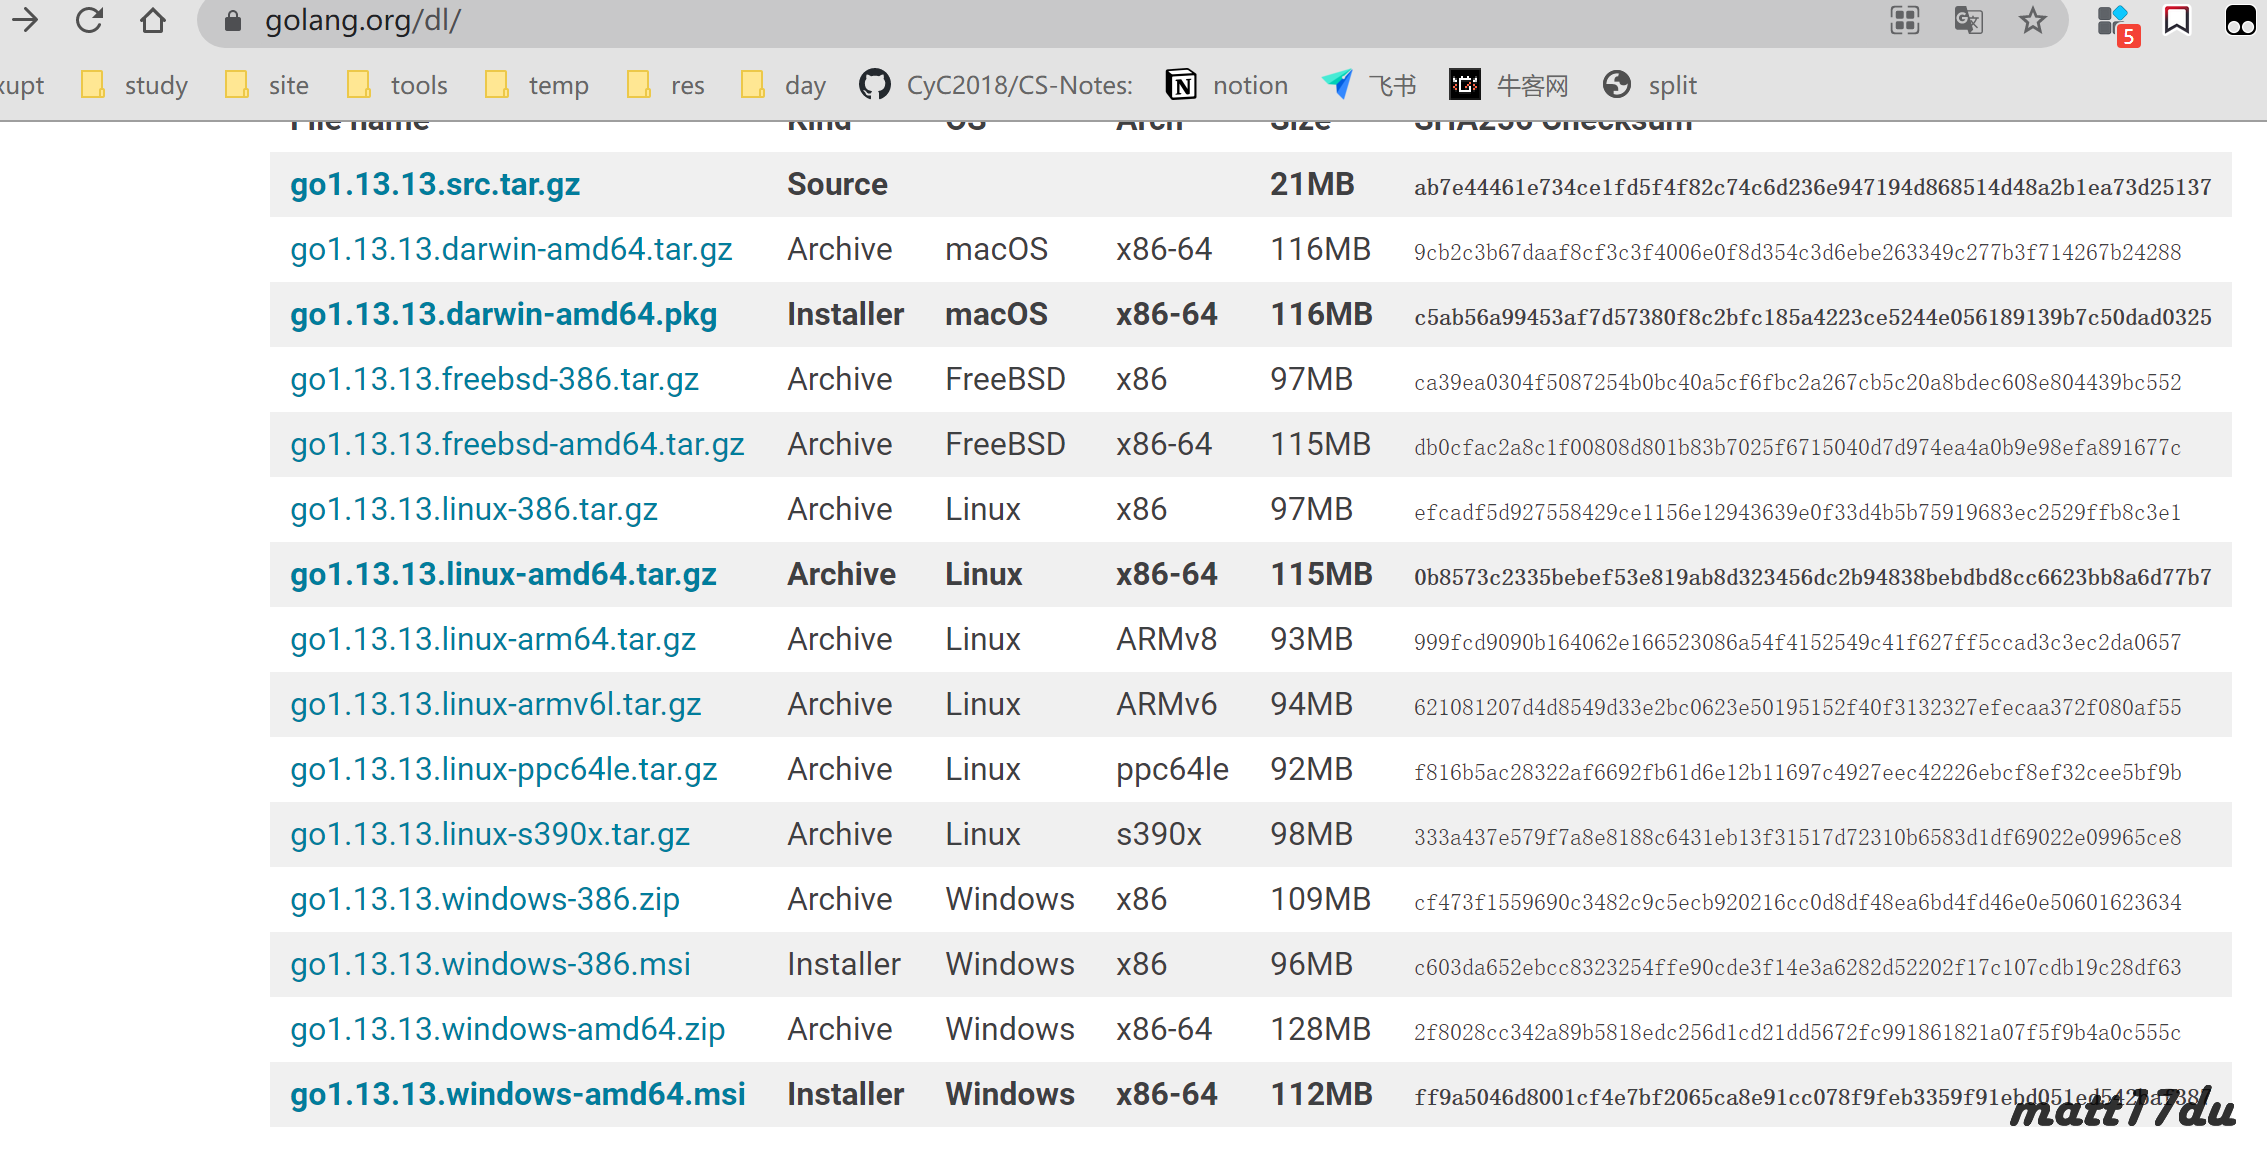 golang.org/dl/
5
xupt study site tools temp res day CyC2018/CS-Notes: notion 飞书 牛客网 split
File name Kind OS Arch Size SHA256 Checksum
go1.13.13.src.tar.gz Source 21MB ab7e44461e734ce1fd5f4f82c74c6d236e947194d868514d48a2b1ea73d25137
go1.13.13.darwin-amd64.tar.gz Archive macOS x86-64 116MB 9cb2c3b67daaf8cf3c3f4006e0f8d354c3d6ebe263349c277b3f714267b24288
go1.13.13.darwin-amd64.pkg Installer macOS x86-64 116MB c5ab56a99453af7d57380f8c2bfc185a4223ce5244e056189139b7c50dad0325
go1.13.13.freebsd-386.tar.gz Archive FreeBSD x86 97MB ca39ea0304f5087254b0bc40a5cf6fbc2a267cb5c20a8bdec608e804439bc552
go1.13.13.freebsd-amd64.tar.gz Archive FreeBSD x86-64 115MB db0cfac2a8c1f00808d801b83b7025f6715040d7d974ea4a0b9e98efa891677c
go1.13.13.linux-386.tar.gz Archive Linux x86 97MB efcadf5d927558429ce1156e12943639e0f33d4b5b75919683ec2529ffb8c3e1
go1.13.13.linux-amd64.tar.gz Archive Linux x86-64 115MB 0b8573c2335bebef53e819ab8d323456dc2b94838bebdbd8cc6623bb8a6d77b7
go1.13.13.linux-arm64.tar.gz Archive Linux ARMv8 93MB 999fcd9090b164062e166523086a54f4152549c41f627ff5ccad3c3ec2da0657
go1.13.13.linux-armv6l.tar.gz Archive Linux ARMv6 94MB 621081207d4d8549d33e2bc0623e50195152f40f3132327efecaa372f080af55
go1.13.13.linux-ppc64le.tar.gz Archive Linux ppc64le 92MB f816b5ac28322af6692fb61d6e12b11697c4927eec42226ebcf8ef32cee5bf9b
go1.13.13.linux-s390x.tar.gz Archive Linux s390x 98MB 333a437e579f7a8e8188c6431eb13f31517d72310b6583d1df69022e09965ce8
go1.13.13.windows-386.zip Archive Windows x86 109MB cf473f1559690c3482c9c5ecb920216cc0d8df48ea6bd4fd46e0e50601623634
go1.13.13.windows-386.msi Installer Windows x86 96MB c603da652ebcc8323254ffe90cde3f14e3a6282d52202f17c107cdb19c28df63
go1.13.13.windows-amd64.zip Archive Windows x86-64 128MB 2f8028cc342a89b5818edc256d1cd21dd5672fc991861821a07f5f9b4a0c555c
go1.13.13.windows-amd64.msi Installer Windows x86-64 112MB
matt17du